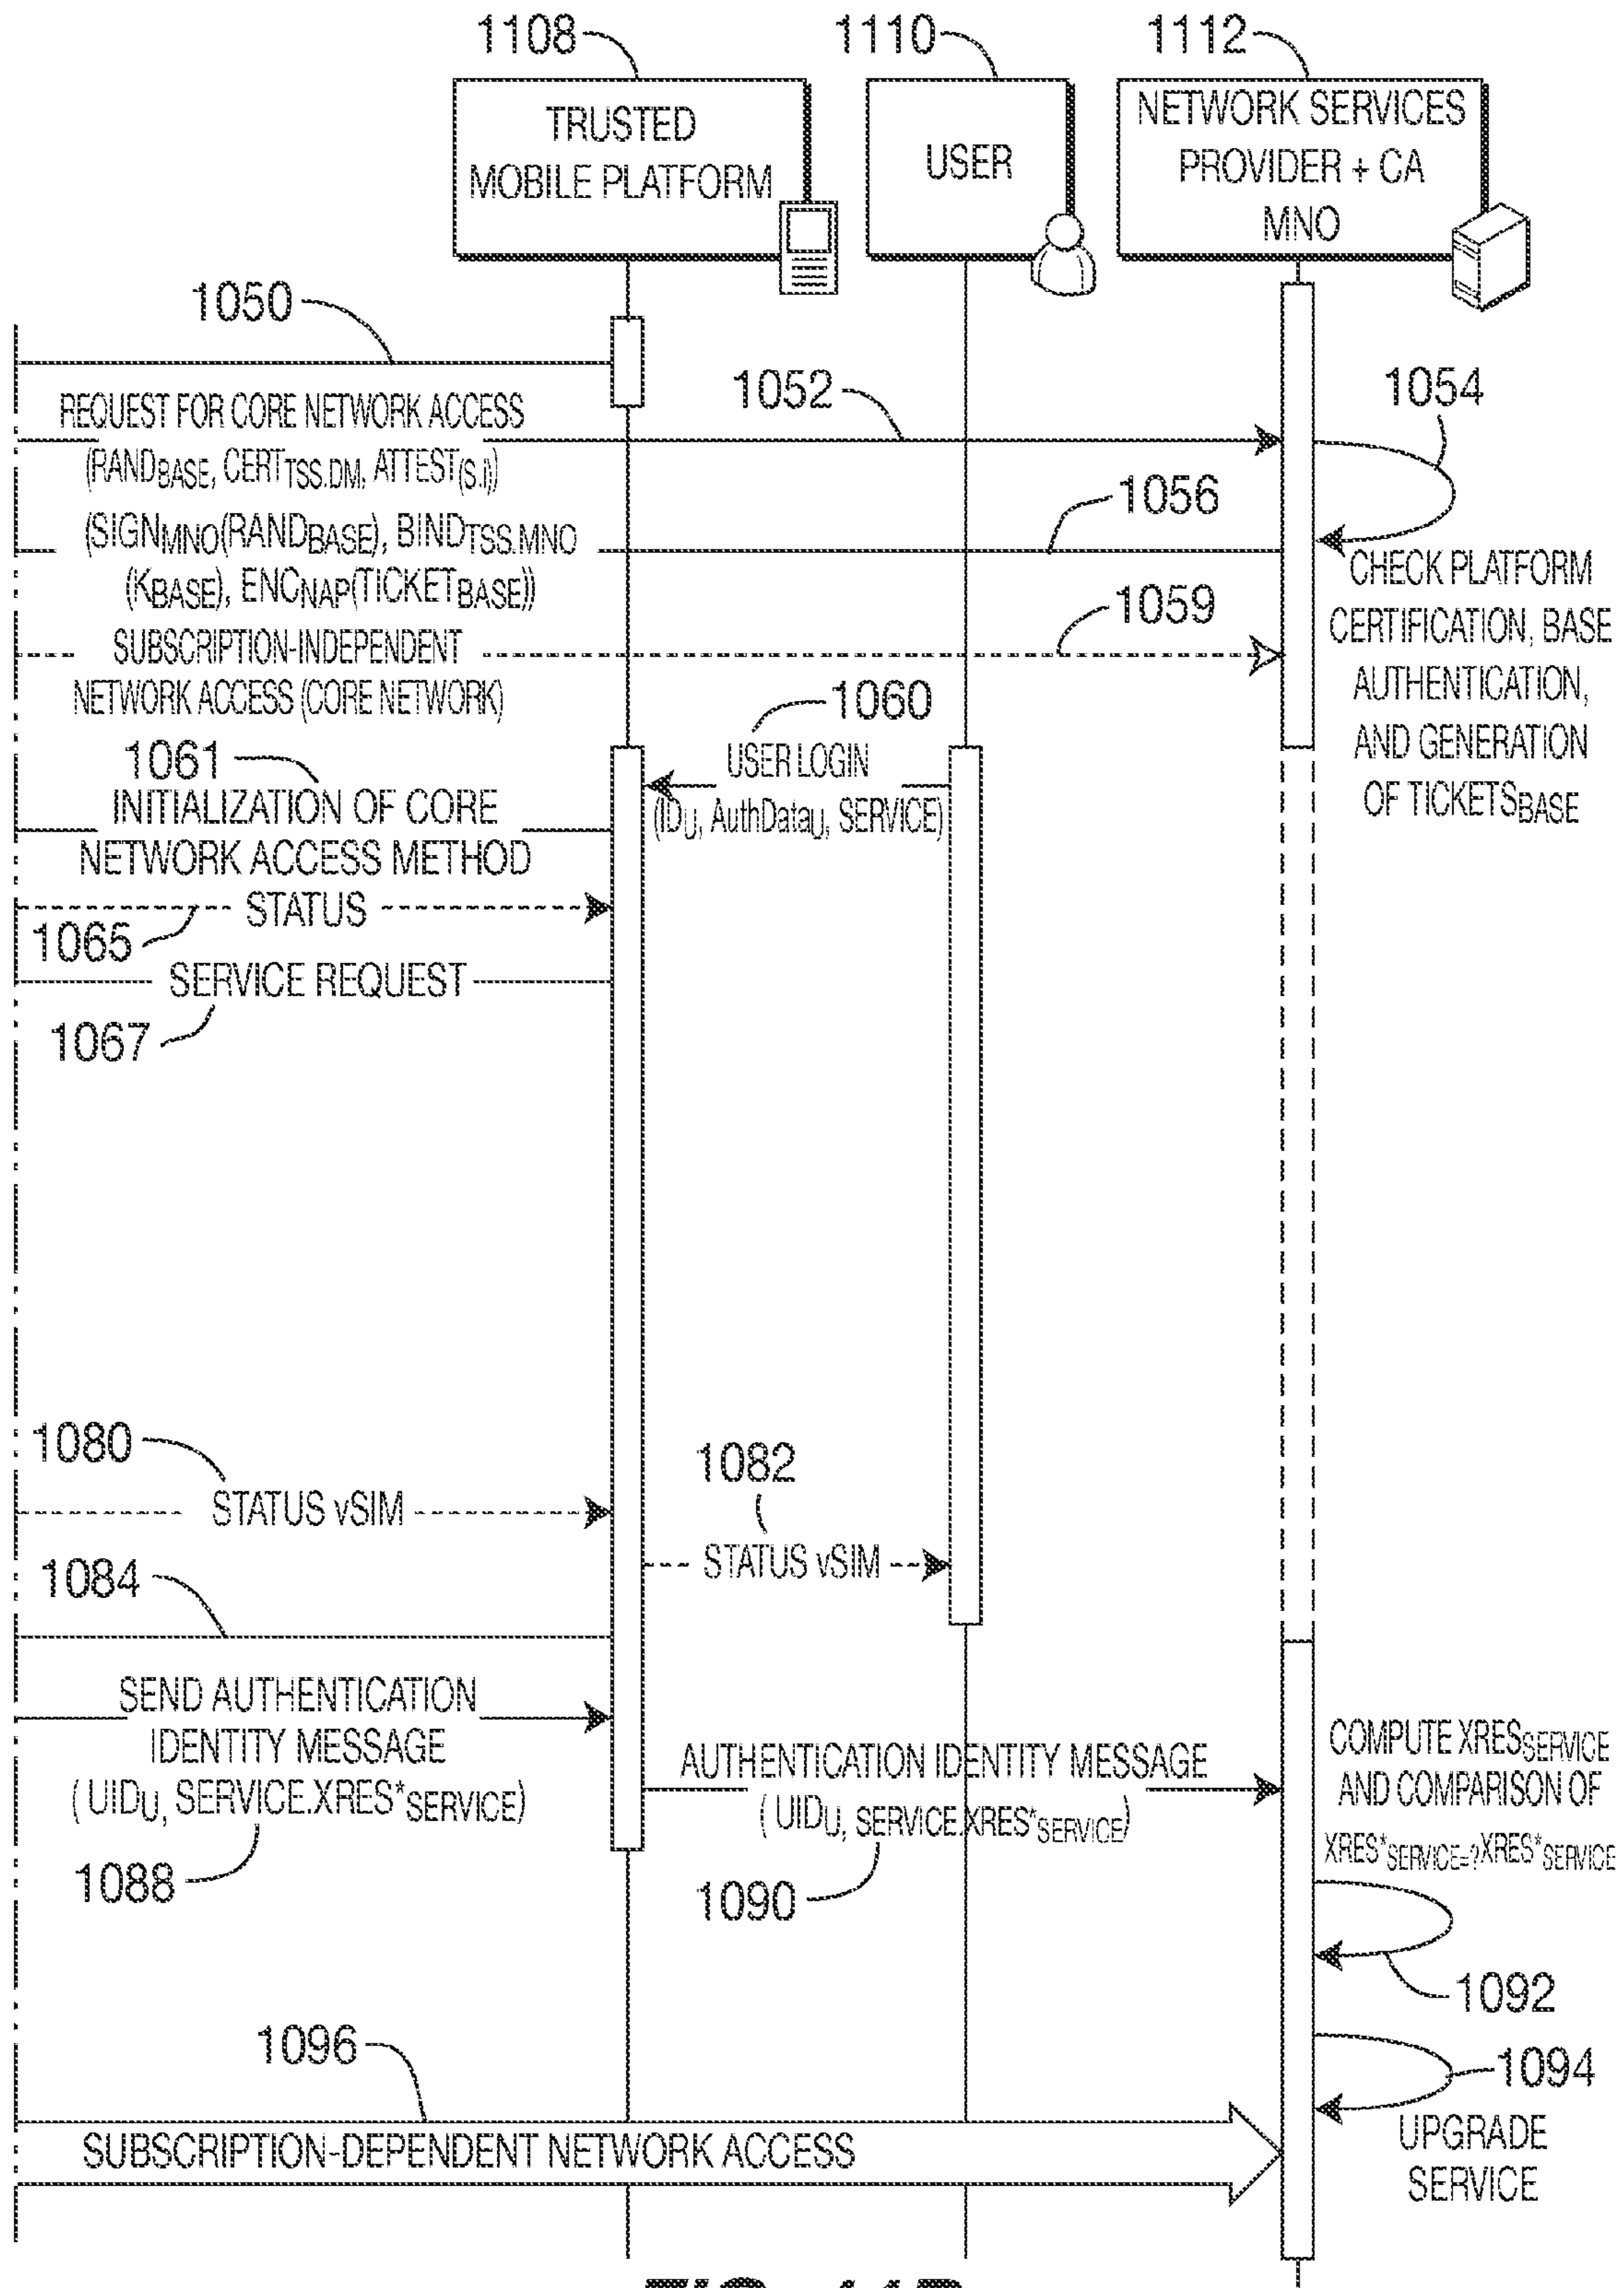 1108
1110
1112
TRUSTED
MOBILE PLATFORM
USER
NETWORK SERVICES
PROVIDER + CA
MNO
1050
REQUEST FOR CORE NETWORK ACCESS
(RANDBASE, CERTTSS.DM, ATTEST(S.i))
1052
1054
(SIGNMNO(RANDBASE), BINDTSS.MNO
(KBASE), ENCNAP(TICKETBASE))
1056
CHECK PLATFORM
CERTIFICATION, BASE
AUTHENTICATION,
AND GENERATION
OF TICKETSBASE
SUBSCRIPTION-INDEPENDENT
NETWORK ACCESS (CORE NETWORK)
1059
1060
USER LOGIN
(IDU, AuthDataU, SERVICE)
1061
INITIALIZATION OF CORE
NETWORK ACCESS METHOD
STATUS
1065
SERVICE REQUEST
1067
1080
STATUS vSIM
1082
STATUS vSIM
1084
SEND AUTHENTICATION
IDENTITY MESSAGE
( UIDU, SERVICE.XRES*SERVICE)
1088
AUTHENTICATION IDENTITY MESSAGE
( UIDU, SERVICE.XRES*SERVICE)
1090
COMPUTE XRESSERVICE
AND COMPARISON OF
XRES*SERVICE=?XRES*SERVICE
1092
1094
UPGRADE
SERVICE
1096
SUBSCRIPTION-DEPENDENT NETWORK ACCESS